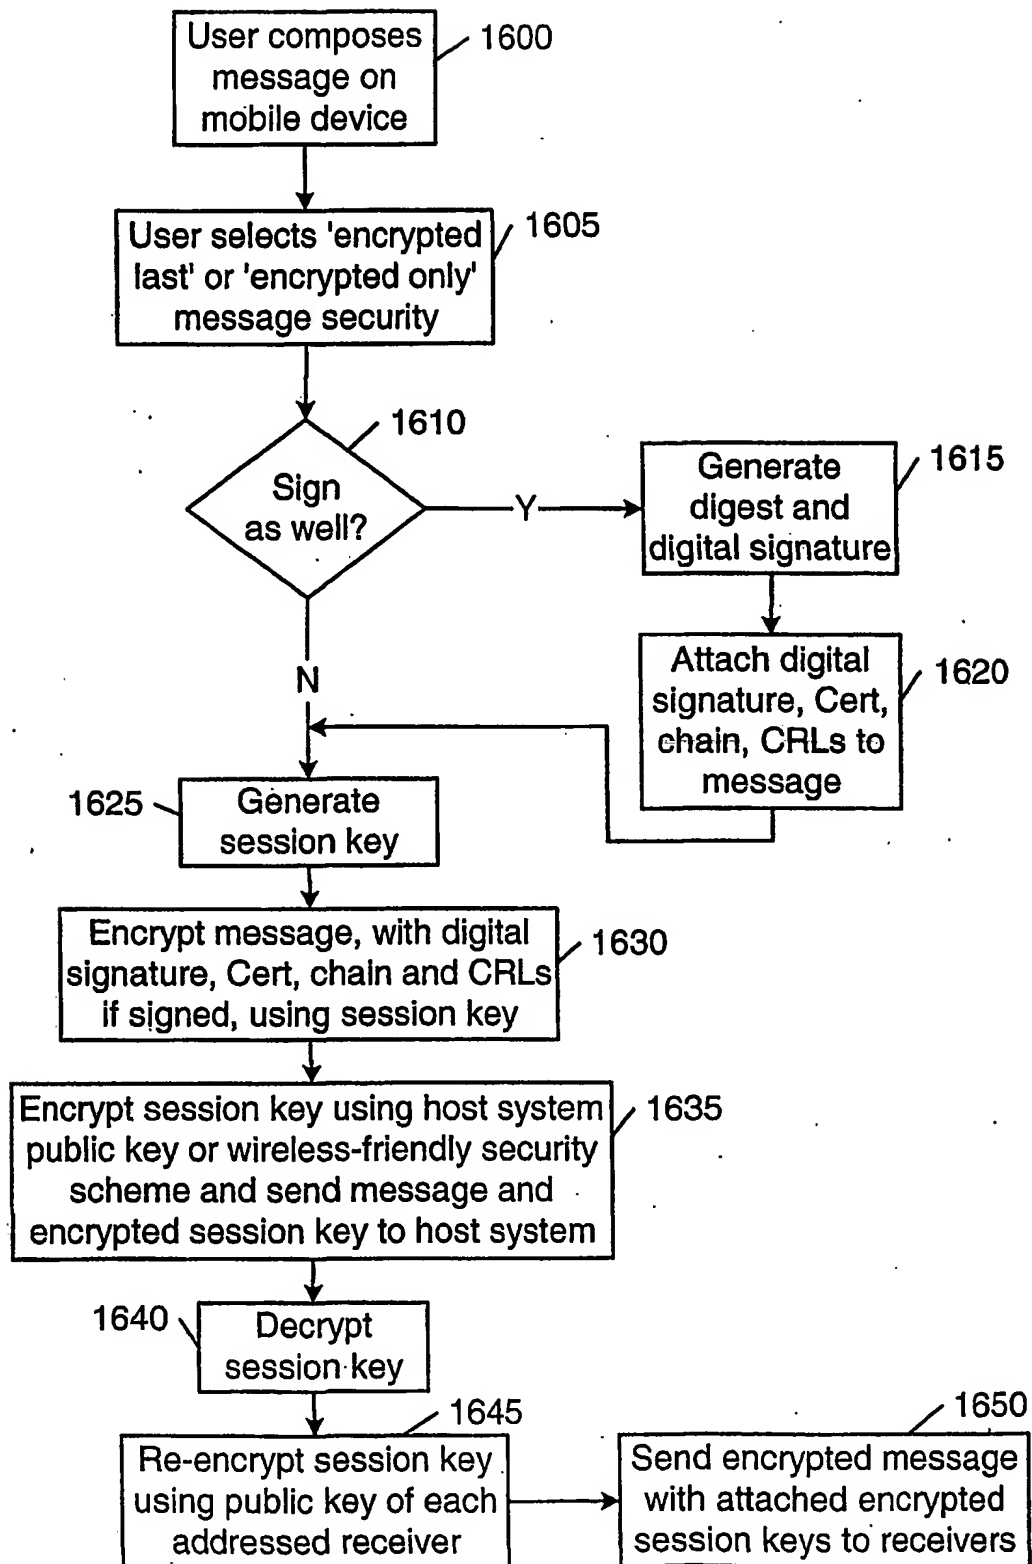 User composes
message on
mobile device
1600
User selects 'encrypted
last' or 'encrypted only'
message security
1605
Sign
as well?
1610
Y
Generate
digest and
digital signature
1615
Attach digital
signature, Cert,
chain, CRLs to
message
1620
N
Generate
session key
1625
Encrypt message, with digital
signature, Cert, chain and CRLs
if signed, using session key
1630
Encrypt session key using host system
public key or wireless-friendly security
scheme and send message and
encrypted session key to host system
1635
Decrypt
session key
1640
Re-encrypt session key
using public key of each
addressed receiver
1645
Send encrypted message
with attached encrypted
session keys to receivers
1650